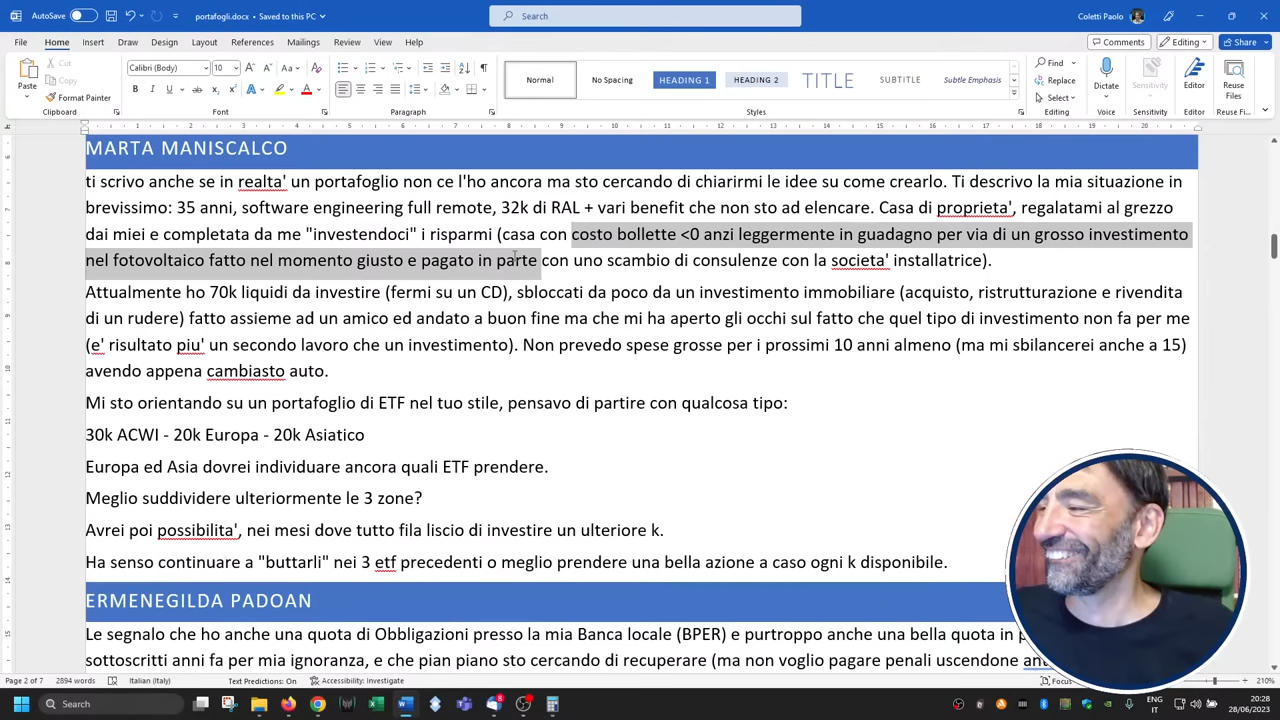 AutoSave Off portafogli.docx • Saved to this PC Search Coletti Paolo
File Home Insert Draw Design Layout References Mailings Review View Help Comments Editing Share
Paste Cut Copy Format Painter Clipboard
Calibri (Body) 10 Font
Paragraph
Normal No Spacing HEADING 1 HEADING 2 TITLE SUBTITLE Subtle Emphasis Styles
Find Replace Select Editing
Dictate Voice
Sensitivity Sensitivity
Editor Editor
Reuse Files Reuse Fi...
MARTA MANISCALCO
ti scrivo anche se in realta' un portafoglio non ce l'ho ancora ma sto cercando di chiarirmi le idee su come crearlo. Ti descrivo la mia situazione in
brevissimo: 35 anni, software engineering full remote, 32k di RAL + vari benefit che non sto ad elencare. Casa di proprieta', regalatami al grezzo
dai miei e completata da me "investendoci" i risparmi (casa con costo bollette <0 anzi leggermente in guadagno per via di un grosso investimento
nel fotovoltaico fatto nel momento giusto e pagato in parte con uno scambio di consulenze con la societa' installatrice).
Attualmente ho 70k liquidi da investire (fermi su un CD), sbloccati da poco da un investimento immobiliare (acquisto, ristrutturazione e rivendita
di un rudere) fatto assieme ad un amico ed andato a buon fine ma che mi ha aperto gli occhi sul fatto che quel tipo di investimento non fa per me
(e' risultato piu' un secondo lavoro che un investimento). Non prevedo spese grosse per i prossimi 10 anni almeno (ma mi sbilancerei anche a 15)
avendo appena cambiasto auto.
Mi sto orientando su un portafoglio di ETF nel tuo stile, pensavo di partire con qualcosa tipo:
30k ACWI - 20k Europa - 20k Asiatico
Europa ed Asia dovrei individuare ancora quali ETF prendere.
Meglio suddividere ulteriormente le 3 zone?
Avrei poi possibilita', nei mesi dove tutto fila liscio di investire un ulteriore k.
Ha senso continuare a "buttarli" nei 3 etf precedenti o meglio prendere una bella azione a caso ogni k disponibile.
ERMENEGILDA PADOAN
Le segnalo che ho anche una quota di Obbligazioni presso la mia Banca locale (BPER) e purtroppo anche una bella quota in
sottoscritti anni fa per mia ignoranza, e che pian piano sto cercando di recuperare (ma non voglio pagare penali uscendone
Page 2 of 7 2894 words Italian (Italy) Text Predictions: On Accessibility: Investigate Focus 210%
Search ENG IT 20:28 28/06/2023